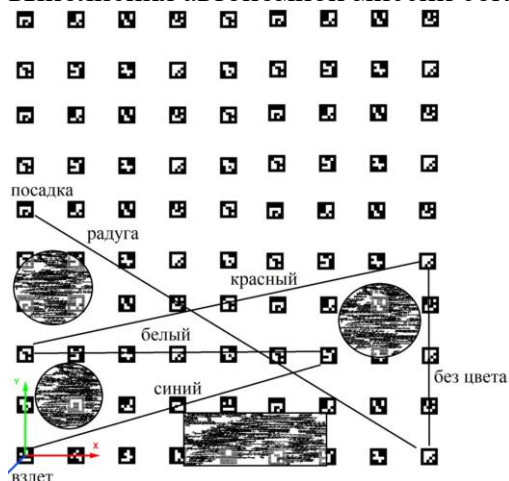 посадка
радуга
красный
белый
синий
без цвета
Y
X
взлет